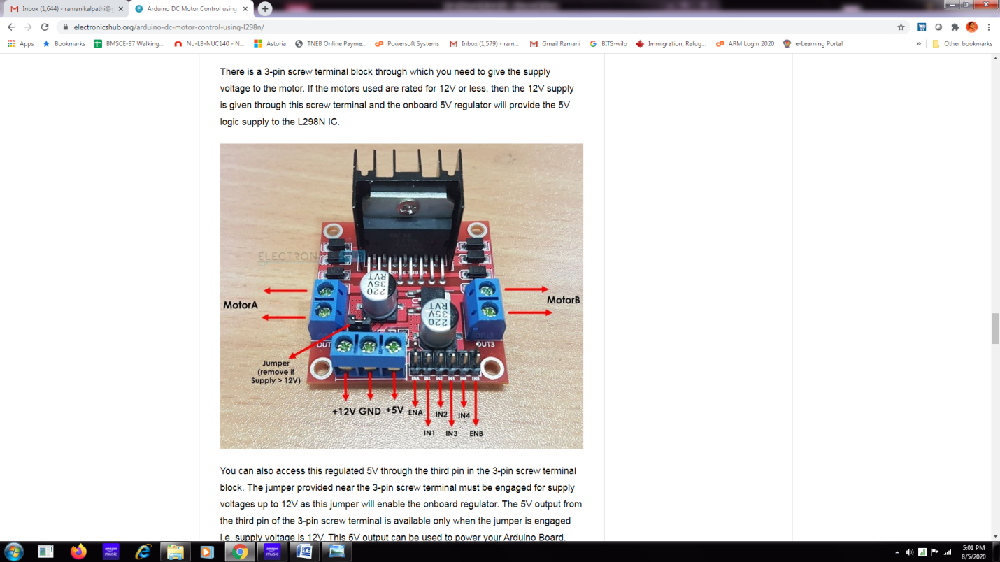 Inbox (1,644) - ramanikalpathi@g
Arduino DC Motor Control using
electronicshub.org/arduino-dc-motor-control-using-l298n/
Apps
Bookmarks
BMSCE-87 Walking...
Nu-LB-NUC140 - N...
Astoria
TNEB Online Payme...
Powersoft Systems
Inbox (1,579) - ram...
Gmail Ramani
BITS-wilp
Immigration, Refug...
ARM Login 2020
e-Learning Portal
»
Other bookmarks
There is a 3-pin screw terminal block through which you need to give the supply
voltage to the motor. If the motors used are rated for 12V or less, then the 12V supply
is given through this screw terminal and the onboard 5V regulator will provide the 5V
logic supply to the L298N IC.
220
35V
RVT
220
35V
RVT
MotorA
MotorB
OUT3
Jumper
(remove if
Supply > 12V)
+12V GND +5V
ENA
IN1
IN2
IN3
IN4
ENB
ENA IN1 IN2 IN3 IN4 ENB
You can also access this regulated 5V through the third pin in the 3-pin screw terminal
block. The jumper provided near the 3-pin screw terminal must be engaged for supply
voltages up to 12V as this jumper will enable the onboard regulator. The 5V output from
the third pin of the 3-pin screw terminal is available only when the jumper is engaged
i.e. supply voltage is 12V. This 5V output can be used to power your Arduino Board.
amazon
music
amazon
music
5:01 PM
8/5/2020